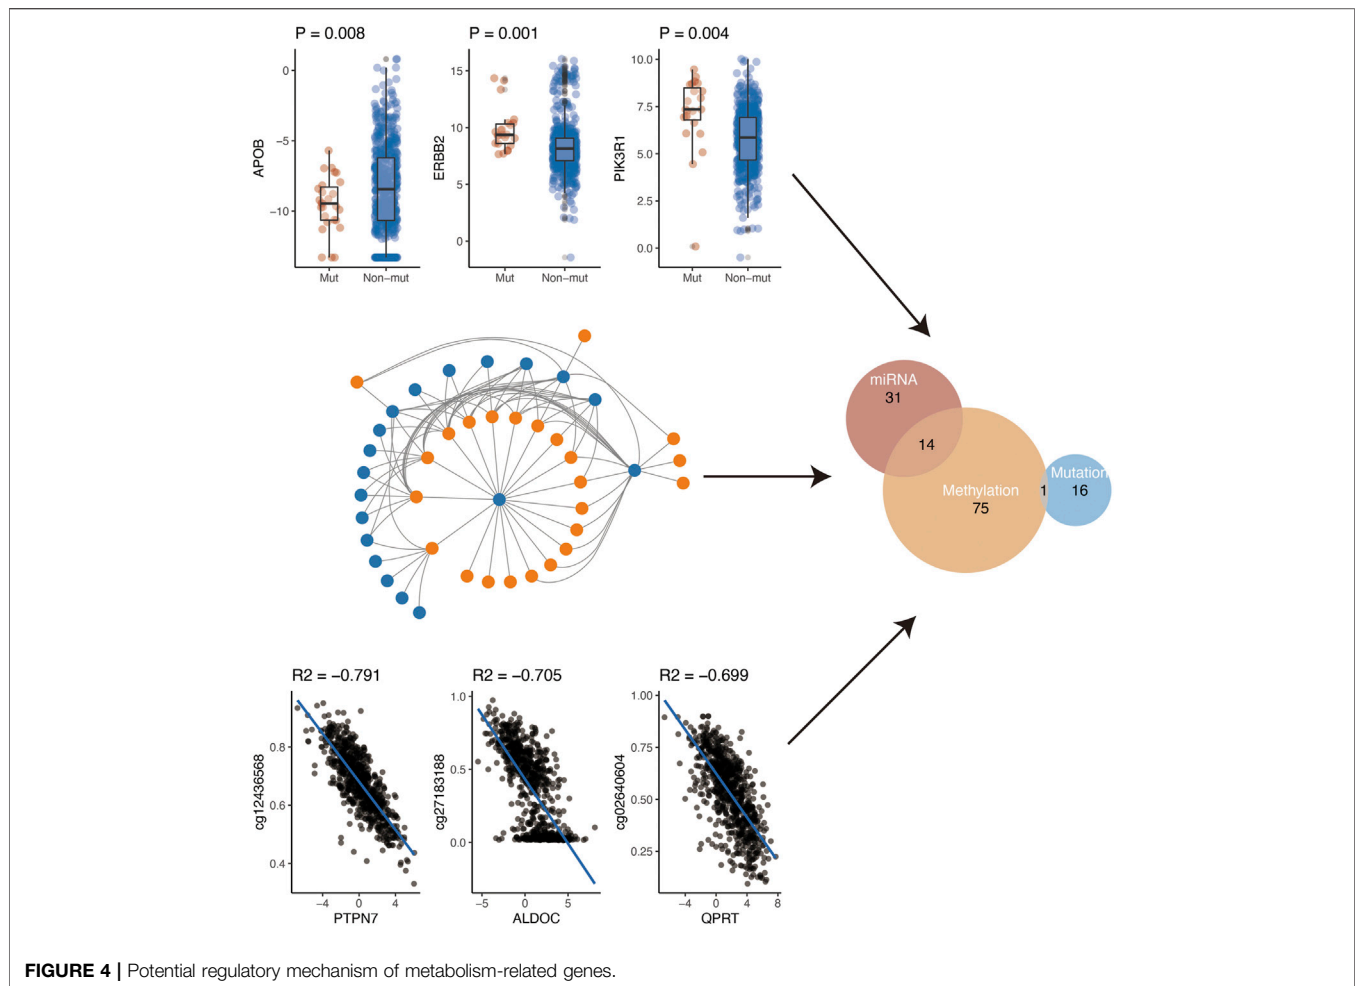 P = 0.008
P = 0.001
P = 0.004
APOB
0
−5
−10
Mut
Non−mut
ERBB2
15
10
5
0
Mut
Non−mut
PIK3R1
10.0
7.5
5.0
2.5
0.0
Mut
Non−mut
miRNA
31
14
Methylation
75
1
Mutation
16
R2 = −0.791
R2 = −0.705
R2 = −0.699
cg12436568
0.8
0.6
0.4
−4
0
4
PTPN7
cg27183188
1.0
0.5
0.0
−5
0
5
ALDOC
cg02640604
1.00
0.75
0.50
0.25
−4
0
4
8
QPRT
FIGURE 4 | Potential regulatory mechanism of metabolism-related genes.